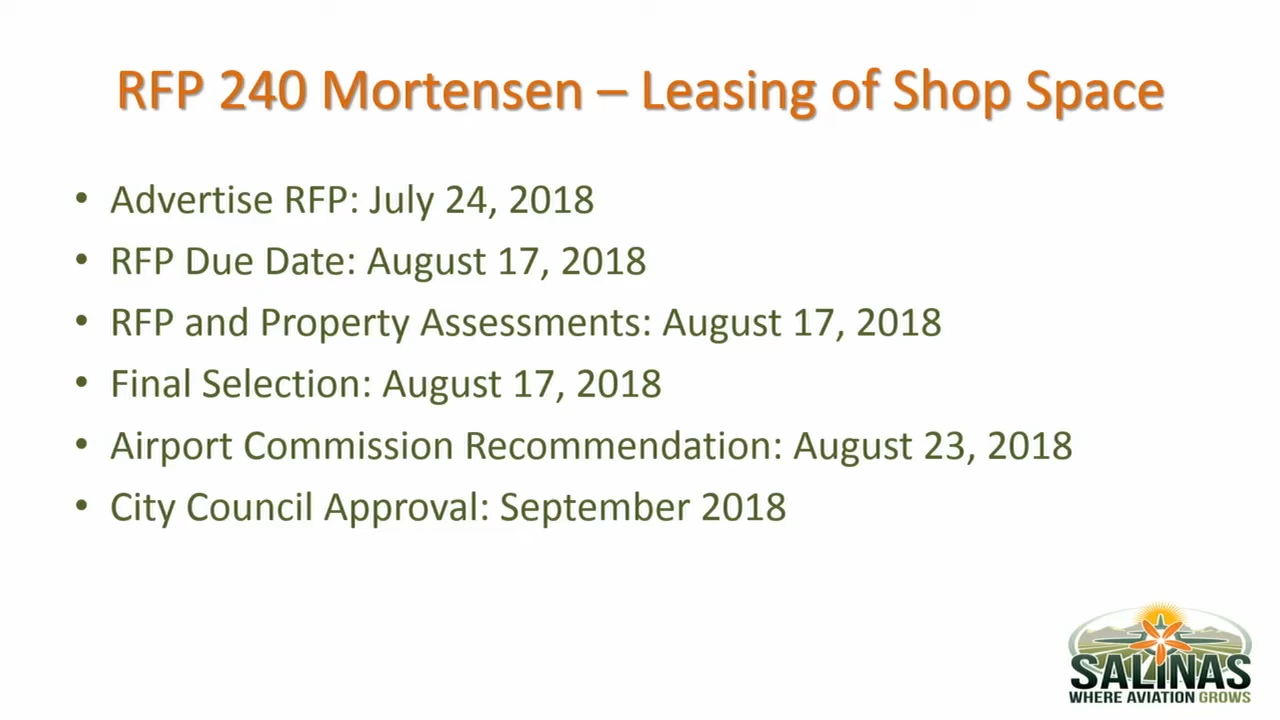 RFP 240 Mortensen – Leasing of Shop Space
• Advertise RFP: July 24, 2018
• RFP Due Date: August 17, 2018
• RFP and Property Assessments: August 17, 2018
• Final Selection: August 17, 2018
• Airport Commission Recommendation: August 23, 2018
• City Council Approval: September 2018
SALINAS
WHERE AVIATION GROWS